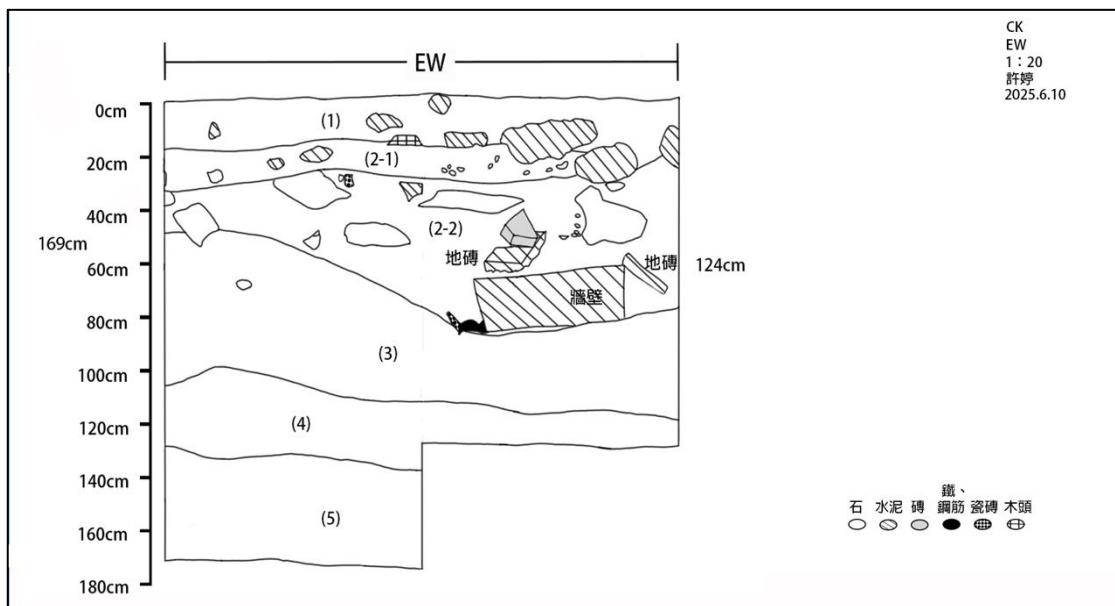 CK
EW
1：20
許婷
2025.6.10
EW
0cm
20cm
40cm
60cm
80cm
100cm
120cm
140cm
160cm
180cm
169cm
124cm
(1)
(2-1)
(2-2)
地磚
地磚
牆壁
(3)
(4)
(5)
石
水泥
磚
鐵、
鋼筋
瓷磚
木頭